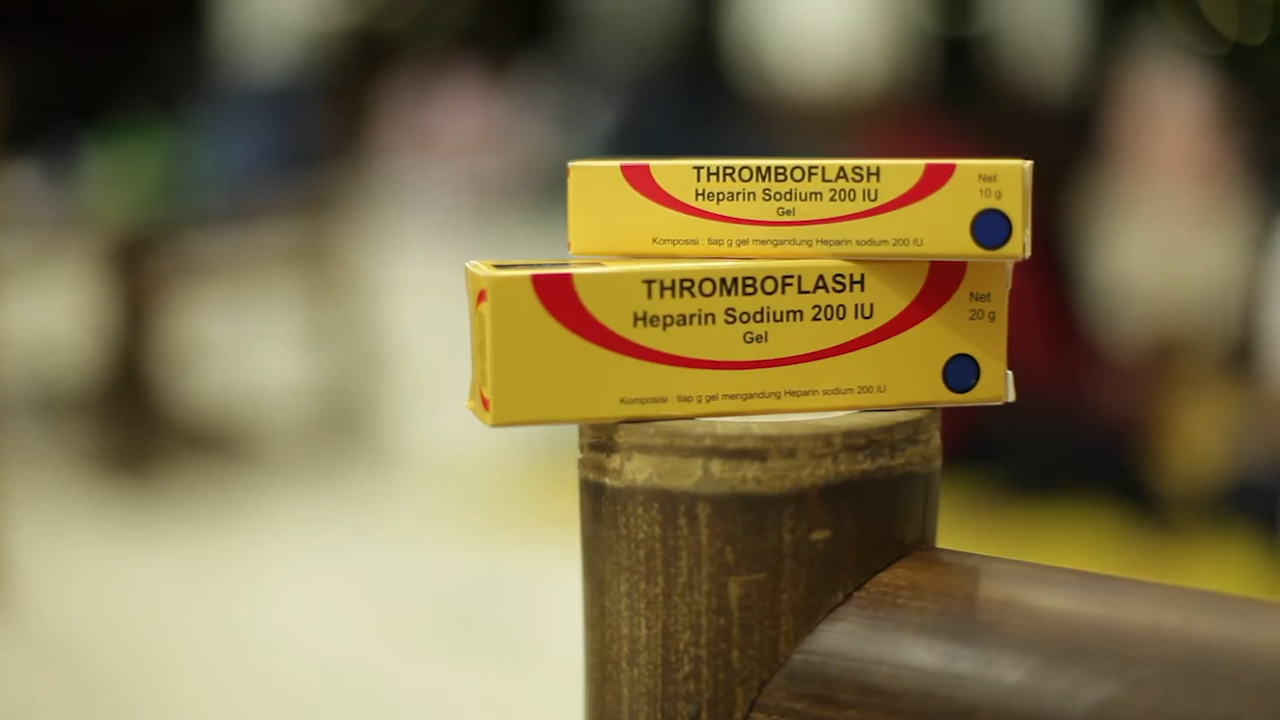 THROMBOFLASH
Heparin Sodium 200 IU
Gel
Net
10 g
Komposisi : tiap g gel mengandung Heparin sodium 200 IU
THROMBOFLASH
Heparin Sodium 200 IU
Gel
Net
20 g
Komposisi : tiap g gel mengandung Heparin sodium 200 IU